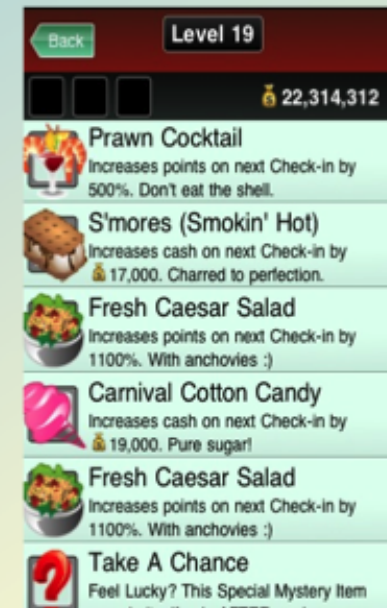 Back
Level 19
22,314,312
Prawn Cocktail
Increases points on next Check-in by
500%. Don't eat the shell.
S'mores (Smokin' Hot)
Increases cash on next Check-in by
17,000. Charred to perfection.
Fresh Caesar Salad
Increases points on next Check-in by
1100%. With anchovies :)
Carnival Cotton Candy
Increases cash on next Check-in by
19,000. Pure sugar!
Fresh Caesar Salad
Increases points on next Check-in by
1100%. With anchovies :)
Take A Chance
Feel Lucky? This Special Mystery Item